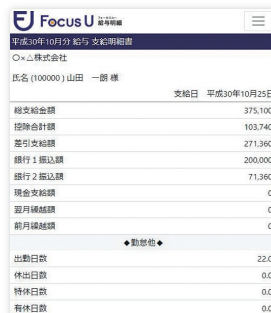 Focus U 給与明細
平成30年10月分 給与 支給明細書
○×△株式会社
氏名 (100000) 山田　一朗 様
支給日　平成30年10月25日
総支給金額 375,100
控除合計額 103,740
差引支給額 271,360
銀行１振込額 200,000
銀行２振込額 71,360
現金支給額 0
翌月繰越額 0
前月繰越額 0
◆勤怠他◆
出勤日数 22.0
休出日数 0.0
特休日数 0.0
有休日数 0.0